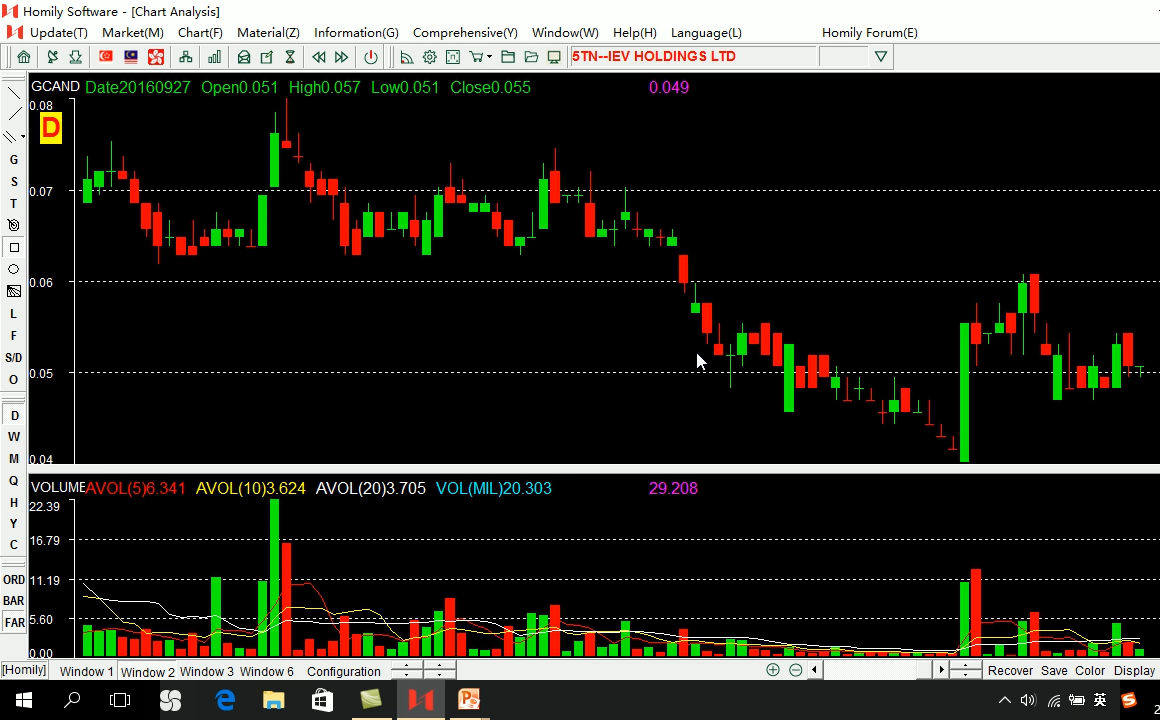 Homily Software - [Chart Analysis]
Update(T) Market(M) Chart(F) Material(Z) Information(G) Comprehensive(Y) Window(W) Help(H) Language(L) Homily Forum(E)
5TN--IEV HOLDINGS LTD
GCAND Date20160927 Open0.051 High0.057 Low0.051 Close0.055 0.049
0.08
D
0.07
0.06
0.05
0.04
G
S
T
L
F
S/D
O
D
W
M
Q
H
Y
C
ORD
BAR
FAR
VOLUME AVOL(5)6.341 AVOL(10)3.624 AVOL(20)3.705 VOL(MIL)20.303 29.208
22.39
16.79
11.19
5.60
0.00
[Homily] Window 1 Window 2 Window 3 Window 6 Configuration Recover Save Color Display
英
2